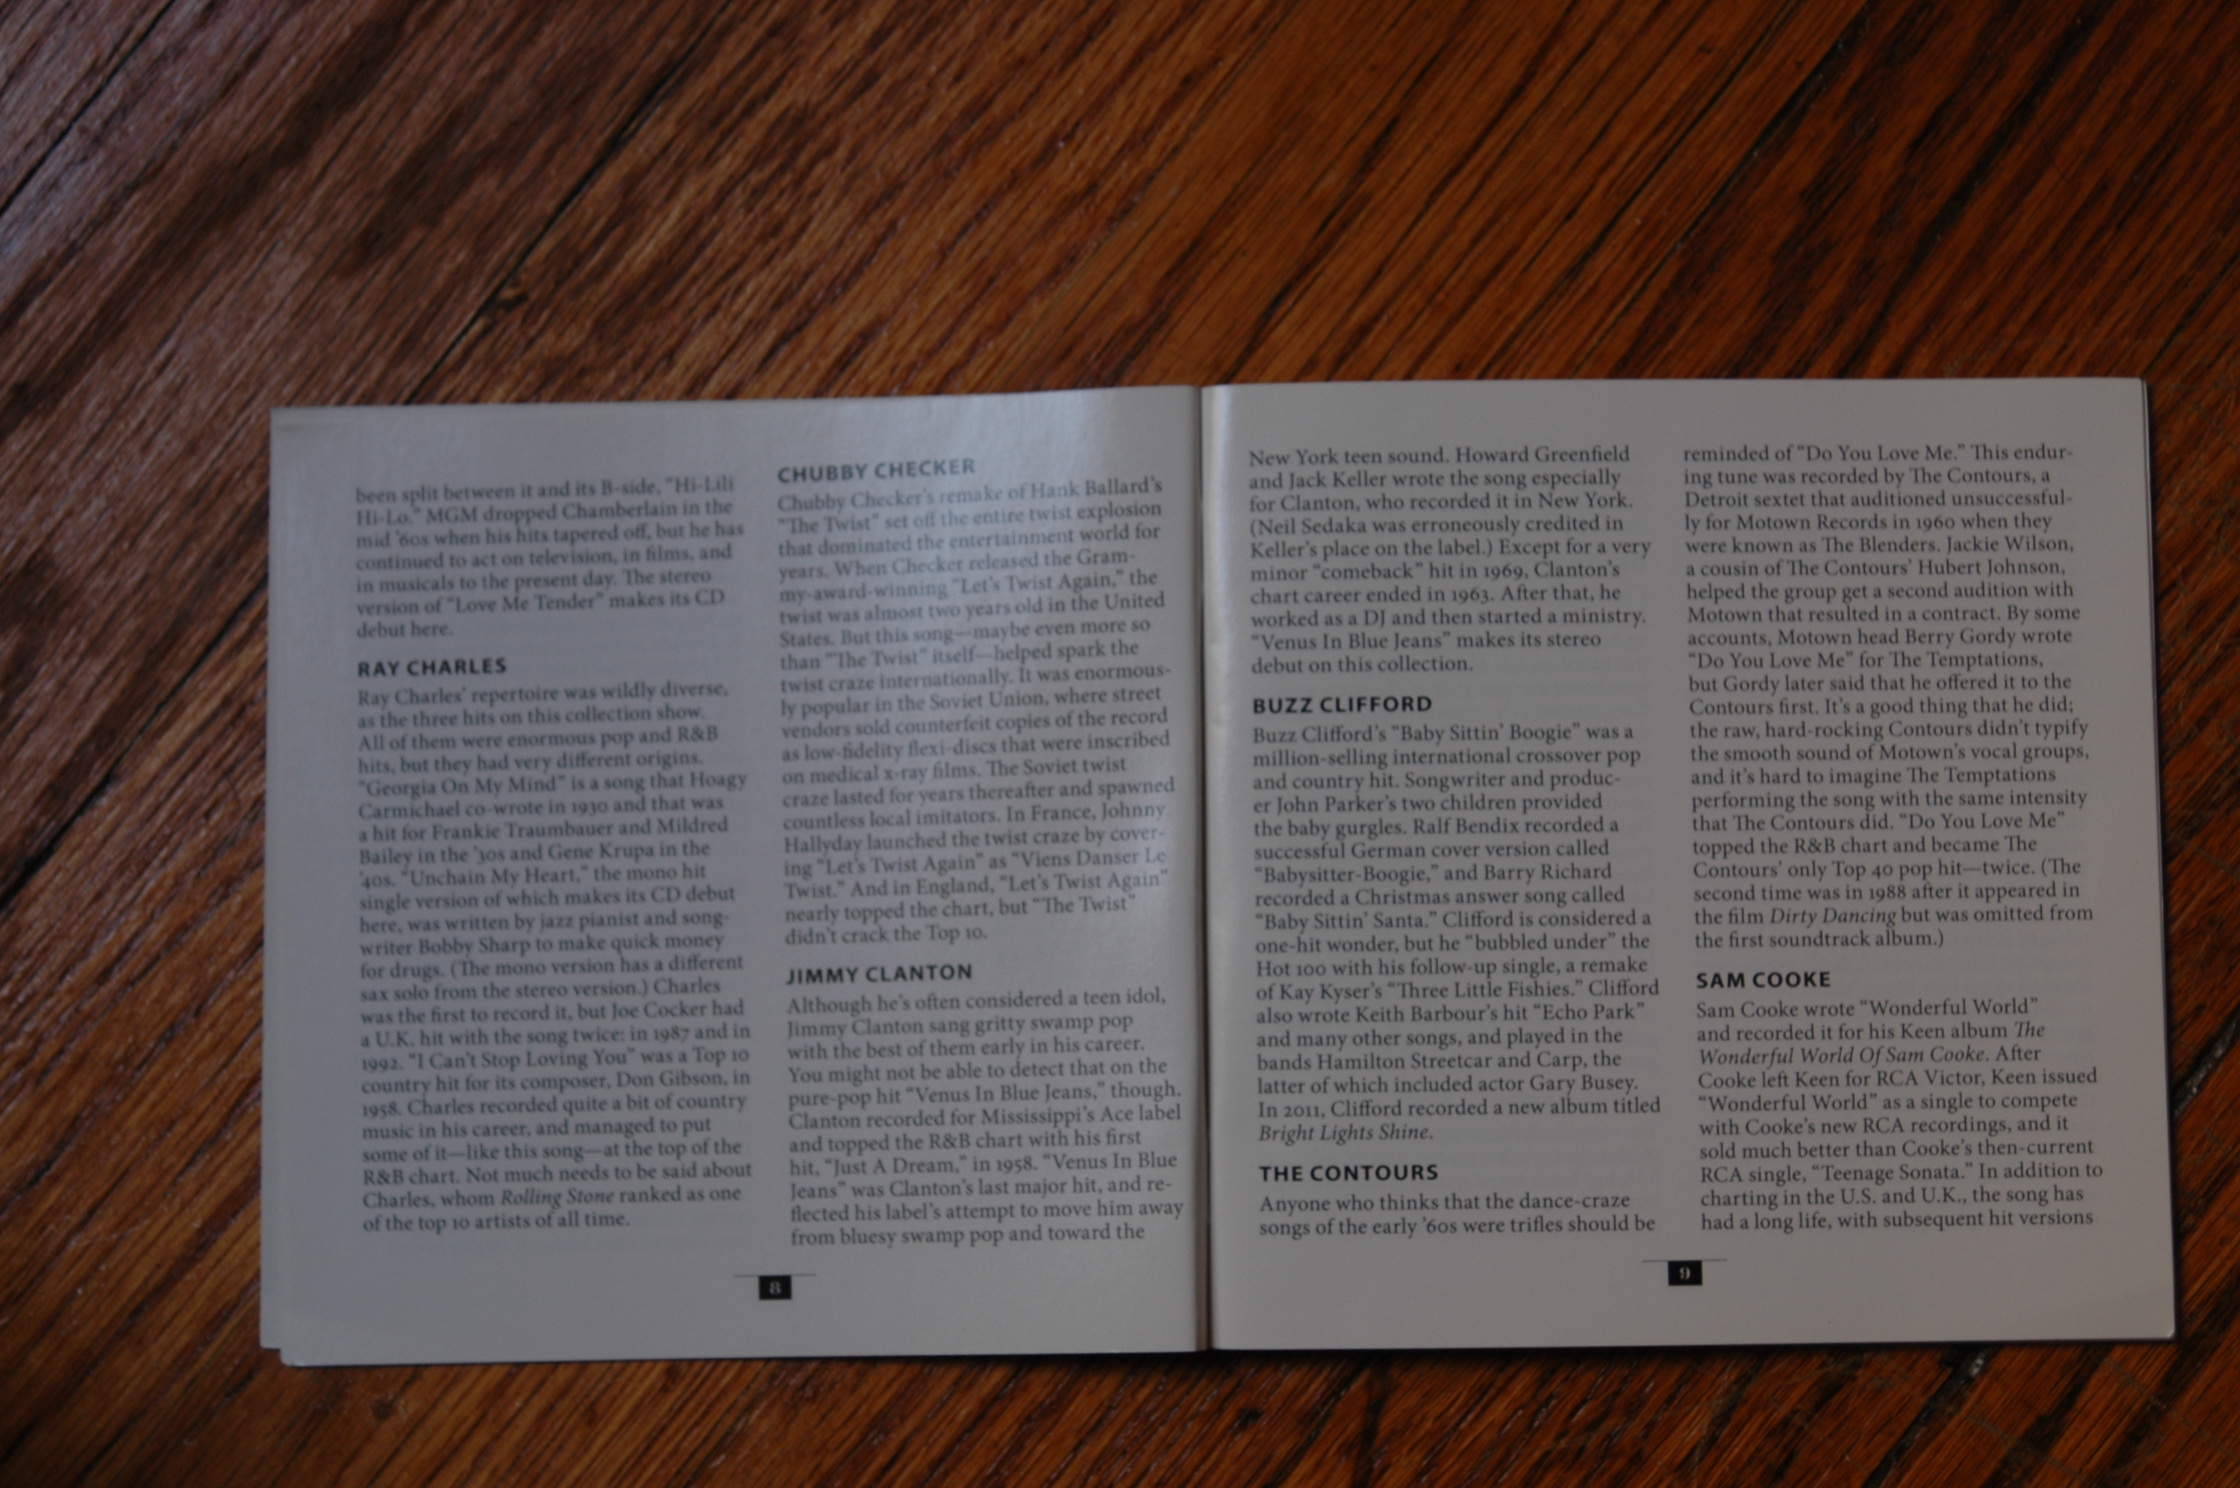 been split between it and its B-side, "Hi-Lili
Hi-Lo." MGM dropped Chamberlain in the
mid '60s when his hits tapered off, but he has
continued to act on television, in films, and
in musicals to the present day. The stereo
version of "Love Me Tender" makes its CD
debut here.
RAY CHARLES
Ray Charles' repertoire was wildly diverse,
as the three hits on this collection show.
All of them were enormous pop and R&B
hits, but they had very different origins.
"Georgia On My Mind" is a song that Hoagy
Carmichael co-wrote in 1930 and that was
a hit for Frankie Traumbauer and Mildred
Bailey in the '30s and Gene Krupa in the
'40s. "Unchain My Heart," the mono hit
single version of which makes its CD debut
here, was written by jazz pianist and song-
writer Bobby Sharp to make quick money
for drugs. (The mono version has a different
sax solo from the stereo version.) Charles
was the first to record it, but Joe Cocker had
a U.K. hit with the song twice: in 1987 and in
1992. "I Can't Stop Loving You" was a Top 10
country hit for its composer, Don Gibson, in
1958. Charles recorded quite a bit of country
music in his career, and managed to put
some of it—like this song—at the top of the
R&B chart. Not much needs to be said about
Charles, whom Rolling Stone ranked as one
of the top 10 artists of all time.
CHUBBY CHECKER
Chubby Checker's remake of Hank Ballard's
"The Twist" set off the entire twist explosion
that dominated the entertainment world for
years. When Checker released the Gram-
my-award-winning "Let's Twist Again," the
twist was almost two years old in the United
States. But this song—maybe even more so
than "The Twist" itself—helped spark the
twist craze internationally. It was enormous-
ly popular in the Soviet Union, where street
vendors sold counterfeit copies of the record
as low-fidelity flexi-discs that were inscribed
on medical x-ray films. The Soviet twist
craze lasted for years thereafter and spawned
countless local imitators. In France, Johnny
Hallyday launched the twist craze by cover-
ing "Let's Twist Again" as "Viens Danser Le
Twist." And in England, "Let's Twist Again"
nearly topped the chart, but "The Twist"
didn't crack the Top 10.
JIMMY CLANTON
Although he's often considered a teen idol,
Jimmy Clanton sang gritty swamp pop
with the best of them early in his career.
You might not be able to detect that on the
pure-pop hit "Venus In Blue Jeans," though.
Clanton recorded for Mississippi's Ace label
and topped the R&B chart with his first
hit, "Just A Dream," in 1958. "Venus In Blue
Jeans" was Clanton's last major hit, and re-
flected his label's attempt to move him away
from bluesy swamp pop and toward the
8
New York teen sound. Howard Greenfield
and Jack Keller wrote the song especially
for Clanton, who recorded it in New York.
(Neil Sedaka was erroneously credited in
Keller's place on the label.) Except for a very
minor "comeback" hit in 1969, Clanton's
chart career ended in 1963. After that, he
worked as a DJ and then started a ministry.
"Venus In Blue Jeans" makes its stereo
debut on this collection.
BUZZ CLIFFORD
Buzz Clifford's "Baby Sittin' Boogie" was a
million-selling international crossover pop
and country hit. Songwriter and produc-
er John Parker's two children provided
the baby gurgles. Ralf Bendix recorded a
successful German cover version called
"Babysitter-Boogie," and Barry Richard
recorded a Christmas answer song called
"Baby Sittin' Santa." Clifford is considered a
one-hit wonder, but he "bubbled under" the
Hot 100 with his follow-up single, a remake
of Kay Kyser's "Three Little Fishies." Clifford
also wrote Keith Barbour's hit "Echo Park"
and many other songs, and played in the
bands Hamilton Streetcar and Carp, the
latter of which included actor Gary Busey.
In 2011, Clifford recorded a new album titled
Bright Lights Shine.
THE CONTOURS
Anyone who thinks that the dance-craze
songs of the early '60s were trifles should be
reminded of "Do You Love Me." This endur-
ing tune was recorded by The Contours, a
Detroit sextet that auditioned unsuccessful-
ly for Motown Records in 1960 when they
were known as The Blenders. Jackie Wilson,
a cousin of The Contours' Hubert Johnson,
helped the group get a second audition with
Motown that resulted in a contract. By some
accounts, Motown head Berry Gordy wrote
"Do You Love Me" for The Temptations,
but Gordy later said that he offered it to the
Contours first. It's a good thing that he did;
the raw, hard-rocking Contours didn't typify
the smooth sound of Motown's vocal groups,
and it's hard to imagine The Temptations
performing the song with the same intensity
that The Contours did. "Do You Love Me"
topped the R&B chart and became The
Contours' only Top 40 pop hit—twice. (The
second time was in 1988 after it appeared in
the film Dirty Dancing but was omitted from
the first soundtrack album.)
SAM COOKE
Sam Cooke wrote "Wonderful World"
and recorded it for his Keen album The
Wonderful World Of Sam Cooke. After
Cooke left Keen for RCA Victor, Keen issued
"Wonderful World" as a single to compete
with Cooke's new RCA recordings, and it
sold much better than Cooke's then-current
RCA single, "Teenage Sonata." In addition to
charting in the U.S. and U.K., the song has
had a long life, with subsequent hit versions
9